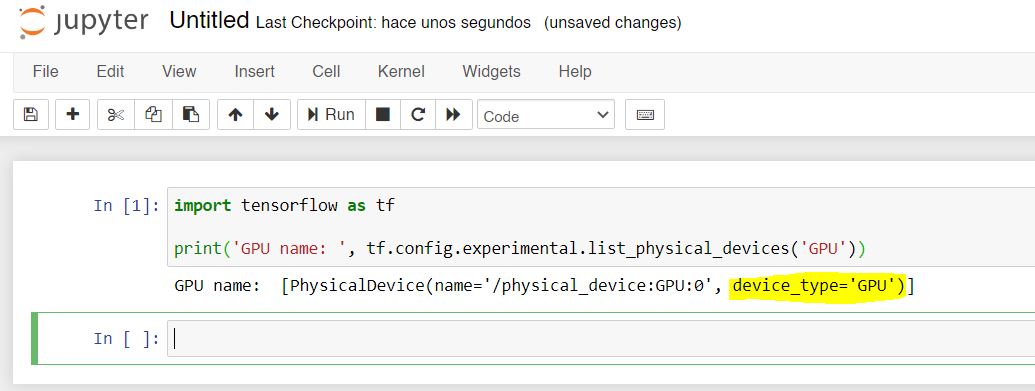 jupyter Untitled Last Checkpoint: hace unos segundos (unsaved changes)
File Edit View Insert Cell Kernel Widgets Help
Run Code
In [1]: import tensorflow as tf
print('GPU name: ', tf.config.experimental.list_physical_devices('GPU'))
GPU name:  [PhysicalDevice(name='/physical_device:GPU:0', device_type='GPU')]
In [ ]: